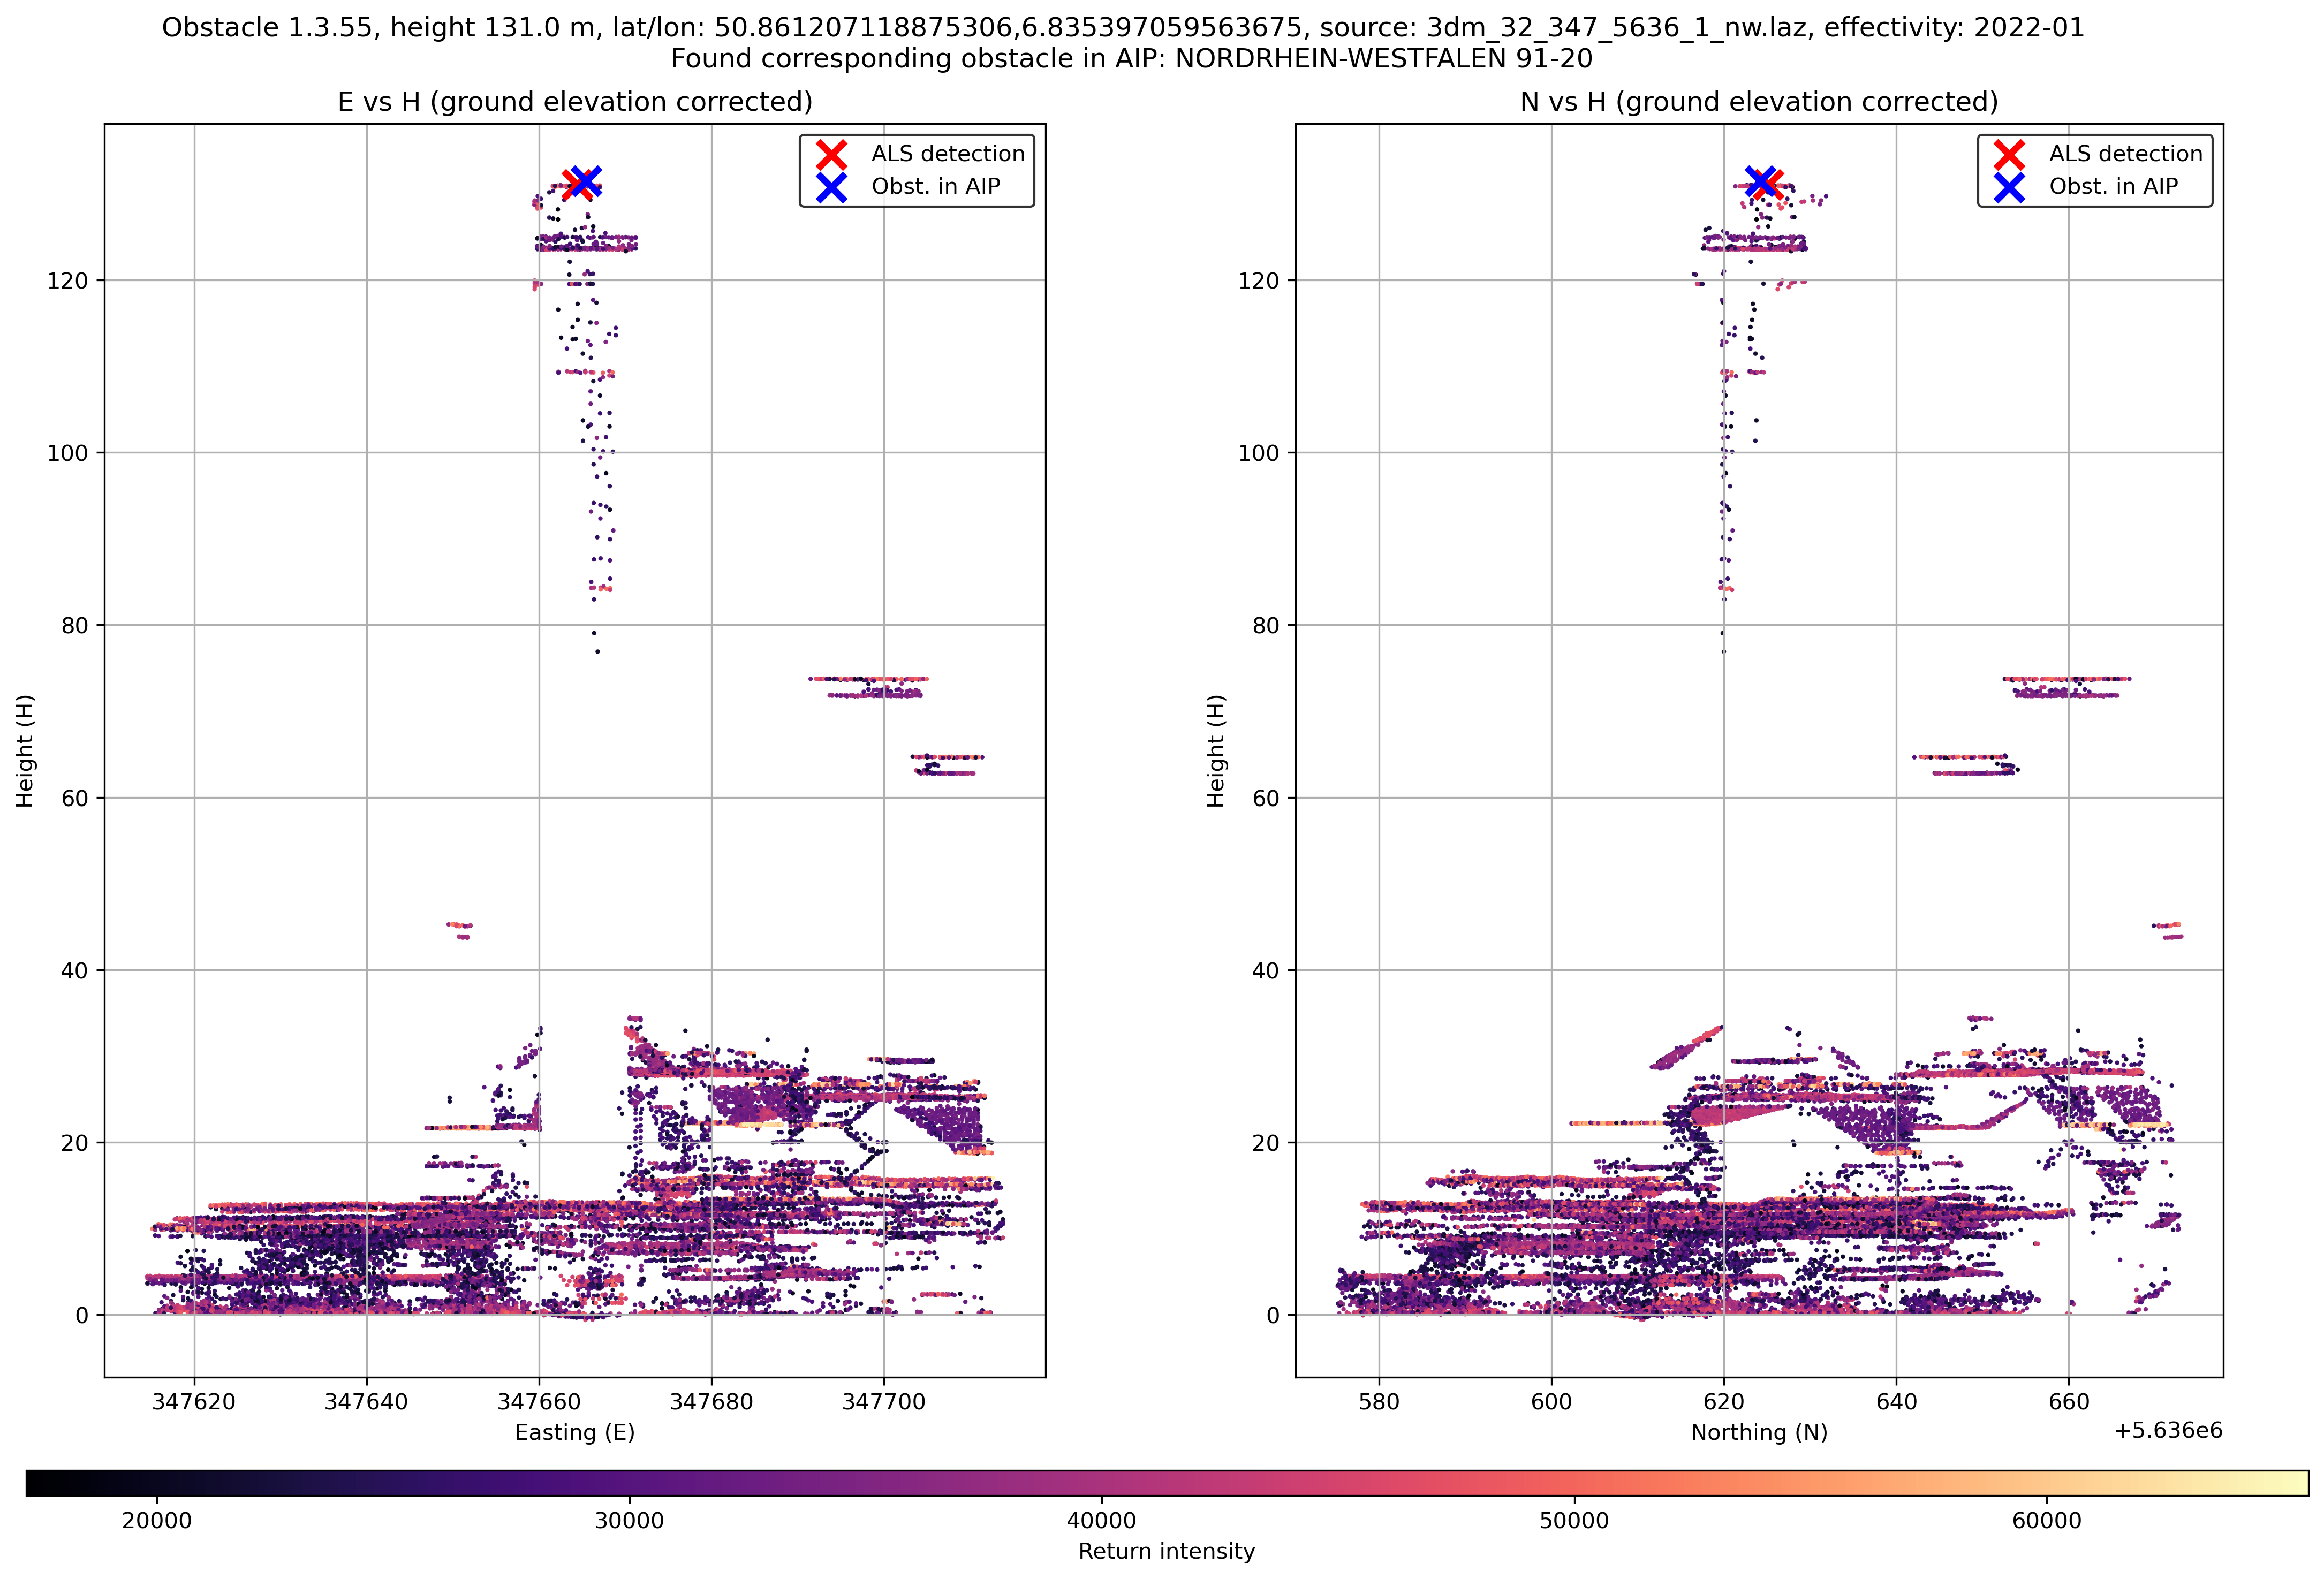 Obstacle 1.3.55, height 131.0 m, lat/lon: 50.861207118875306,6.835397059563675, source: 3dm_32_347_5636_1_nw.laz, effectivity: 2022-01
Found corresponding obstacle in AIP: NORDRHEIN-WESTFALEN 91-20
E vs H (ground elevation corrected)
ALS detection
Obst. in AIP
120
100
80
60
40
20
0
Height (H)
347620 347640 347660 347680 347700
Easting (E)
N vs H (ground elevation corrected)
ALS detection
Obst. in AIP
120
100
80
60
40
20
0
Height (H)
580 600 620 640 660
Northing (N)
+5.636e6
20000 30000 40000 50000 60000
Return intensity